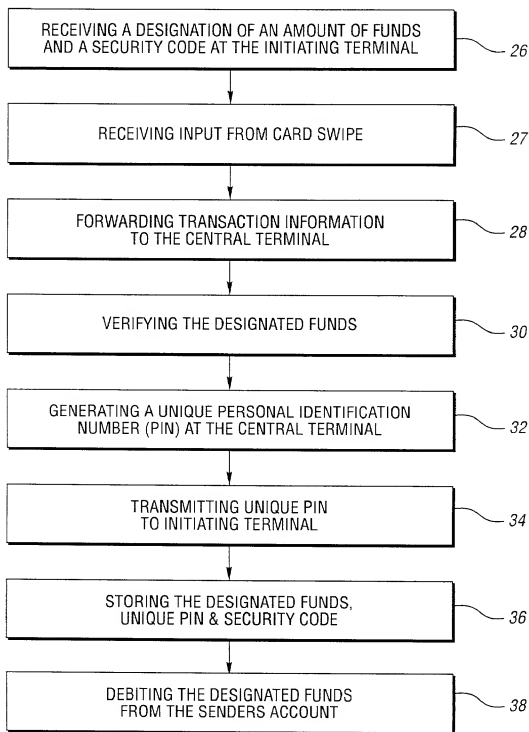 RECEIVING A DESIGNATION OF AN AMOUNT OF FUNDS
AND A SECURITY CODE AT THE INITIATING TERMINAL
26
RECEIVING INPUT FROM CARD SWIPE
27
FORWARDING TRANSACTION INFORMATION
TO THE CENTRAL TERMINAL
28
VERIFYING THE DESIGNATED FUNDS
30
GENERATING A UNIQUE PERSONAL IDENTIFICATION
NUMBER (PIN) AT THE CENTRAL TERMINAL
32
TRANSMITTING UNIQUE PIN
TO INITIATING TERMINAL
34
STORING THE DESIGNATED FUNDS,
UNIQUE PIN & SECURITY CODE
36
DEBITING THE DESIGNATED FUNDS
FROM THE SENDERS ACCOUNT
38